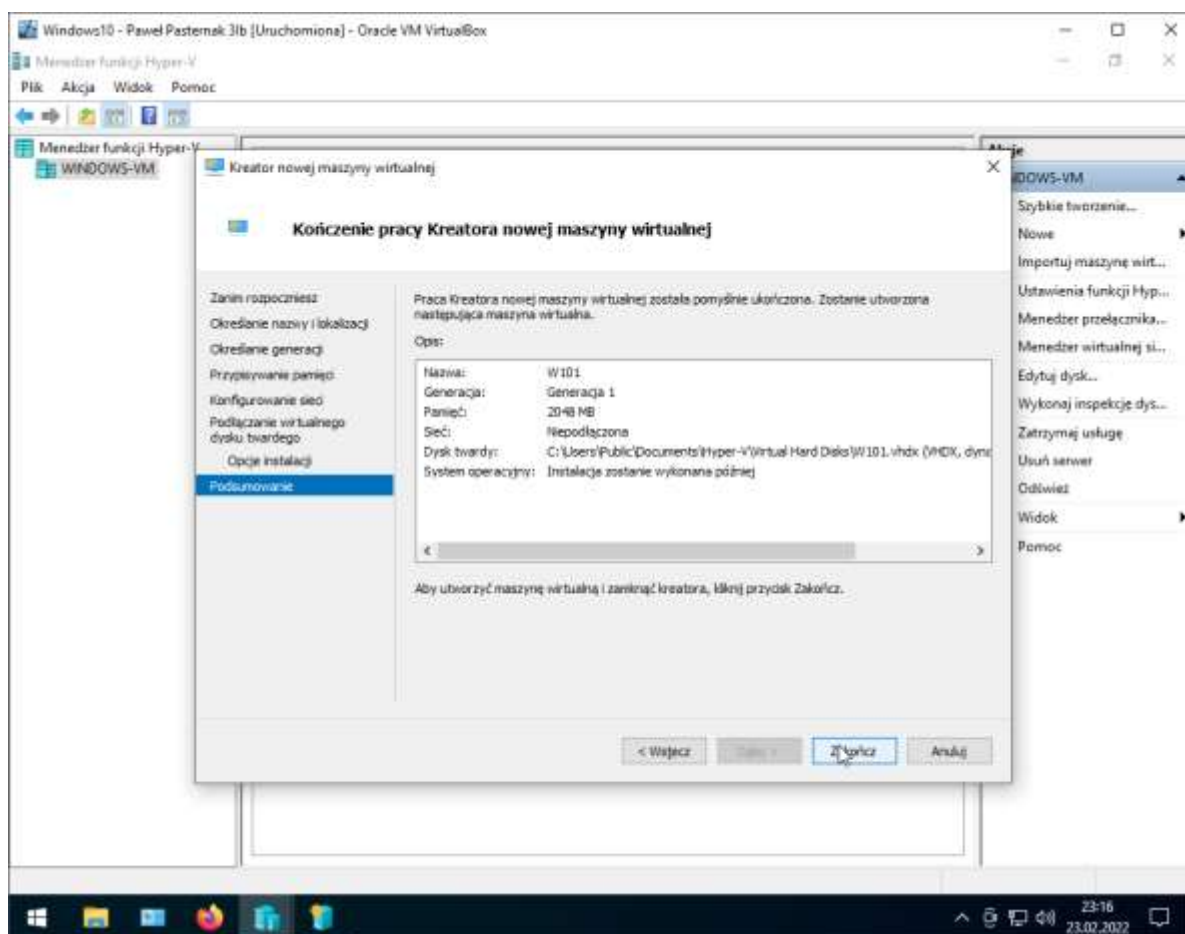 Windows10 - Paweł Pasternak 3lb [Uruchomiona] - Oracle VM VirtualBox
Menedżer funkcji Hyper-V
Plik Akcja Widok Pomoc
Menedżer funkcji Hyper-V
WINDOWS-VM
Kreator nowej maszyny wirtualnej
Kończenie pracy Kreatora nowej maszyny wirtualnej
Zanim rozpoczniesz
Określanie nazwy i lokalizacji
Określanie generacji
Przypisywanie pamięci
Konfigurowanie sieci
Podłączanie wirtualnego
dysku twardego
Opcje instalacji
Podsumowanie
Praca Kreatora nowej maszyny wirtualnej została pomyślnie ukończona. Zostanie utworzona
następująca maszyna wirtualna.
Opis:
Nazwa: W101
Generacja: Generacja 1
Pamięć: 2048 MB
Sieć: Niepodłączona
Dysk twardy: C:\Users\Public\Documents\Hyper-V\Virtual Hard Disks\W101.vhdx (VHDX, dyna
System operacyjny: Instalacja zostanie wykonana później
Aby utworzyć maszynę wirtualną i zamknąć kreatora, kliknij przycisk Zakończ.
< Wstecz Dalej > Zakończ Anuluj
Akcje
DOWS-VM
Szybkie tworzenie...
Nowe
Importuj maszynę wirt...
Ustawienia funkcji Hyp...
Menedżer przełącznika...
Menedżer wirtualnej si...
Edytuj dysk...
Wykonaj inspekcję dys...
Zatrzymaj usługę
Usuń serwer
Odśwież
Widok
Pomoc
23:16
23.02.2022